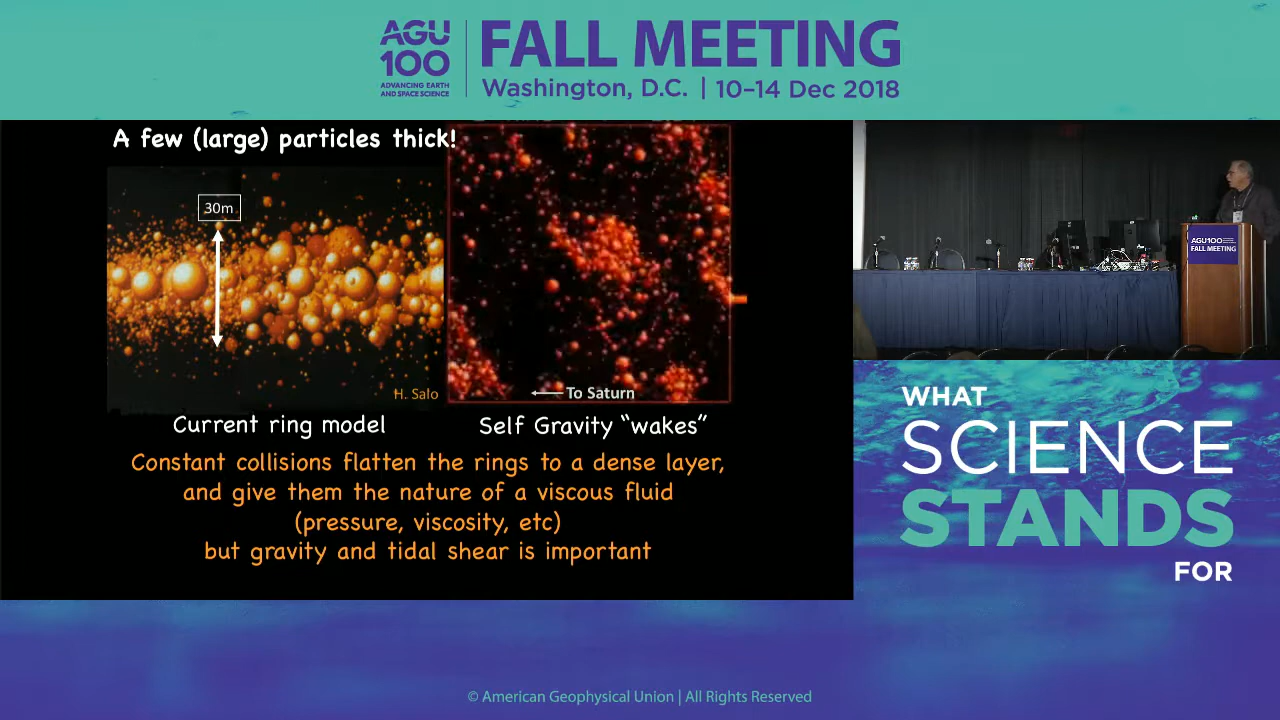 AGU
100
ADVANCING EARTH
AND SPACE SCIENCE
FALL MEETING
Washington, D.C. | 10–14 Dec 2018
A few (large) particles thick!
30m
H. Salo
To Saturn
Current ring model
Self Gravity “wakes”
Constant collisions flatten the rings to a dense layer,
and give them the nature of a viscous fluid
(pressure, viscosity, etc)
but gravity and tidal shear is important
AGU100
FALL MEETING
WHAT
SCIENCE
STANDS
FOR
© American Geophysical Union | All Rights Reserved